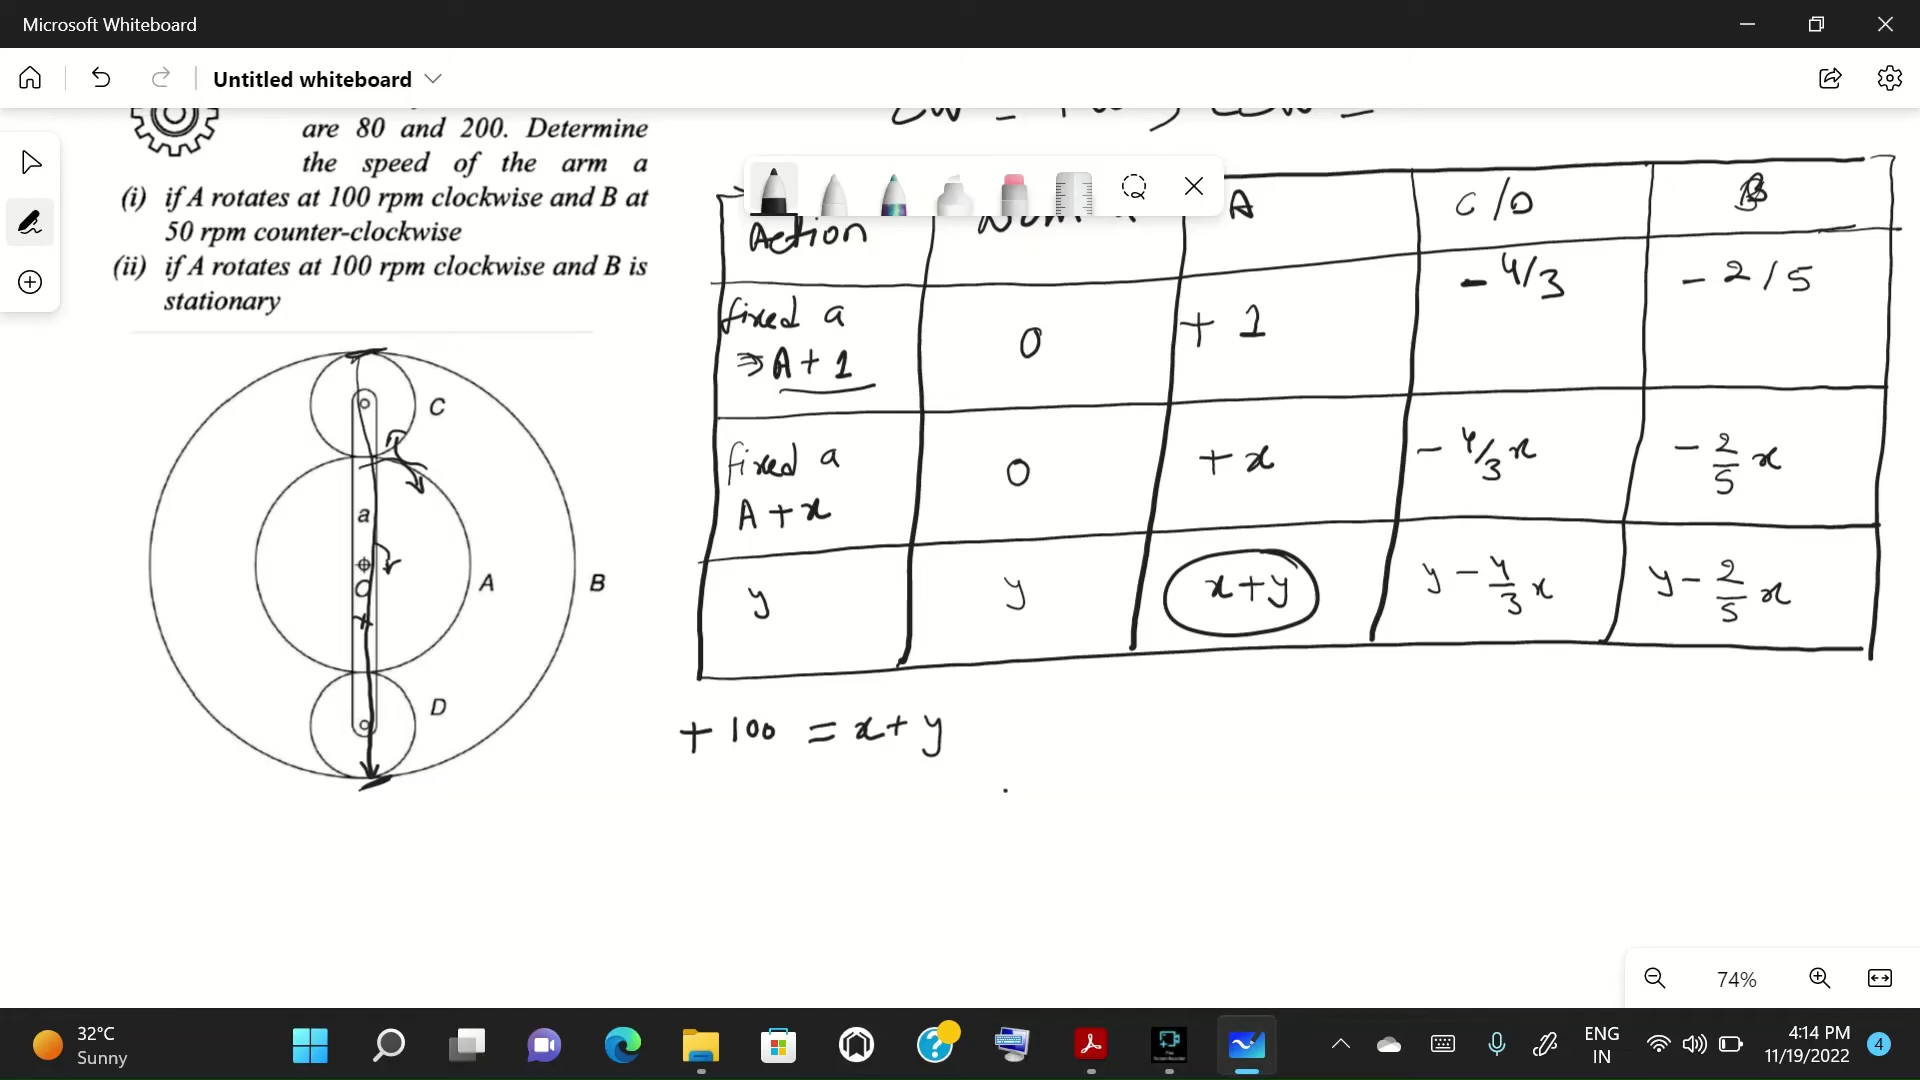 Microsoft Whiteboard
Untitled whiteboard
are 80 and 200. Determine
the speed of the arm a
(i) if A rotates at 100 rpm clockwise and B at
50 rpm counter-clockwise
(ii) if A rotates at 100 rpm clockwise and B is
stationary
C
a
O
A
B
D
Action
A
C/D
B
fixed a
⇒ A + 1
0
+ 1
- 4/3
- 2/5
fixed a
A + x
0
+ x
- 4/3 x
- 2/5 x
y
y
x+y
y - 4/3 x
y - 2/5 x
+ 100 = x + y
74%
32°C
Sunny
ENG
IN
4:14 PM
11/19/2022
4